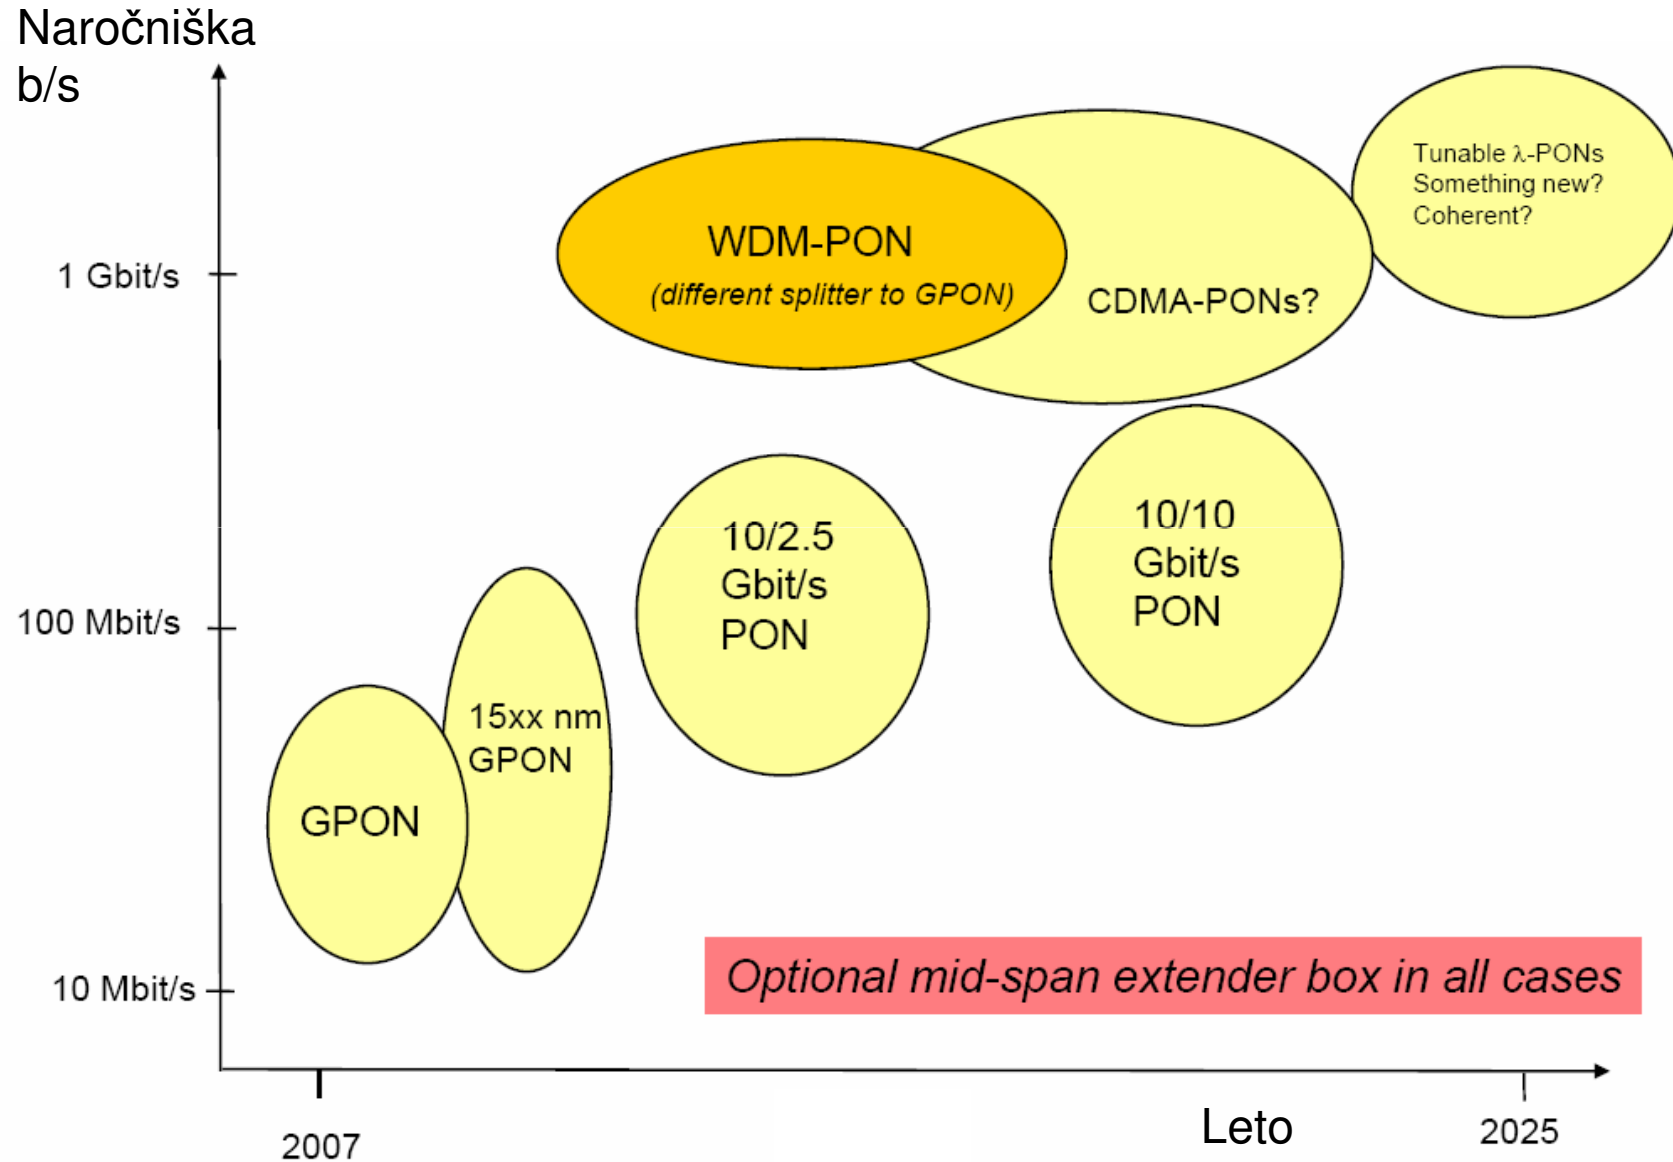 Naročniška
b/s
Tunable λ-PONs
Something new?
Coherent?
WDM-PON
(different splitter to GPON)
1 Gbit/s
CDMA-PONs?
10/2.5
Gbit/s
PON
10/10
Gbit/s
PON
100 Mbit/s
15xx nm
GPON
GPON
Optional mid-span extender box in all cases
10 Mbit/s
Leto
2007
2025